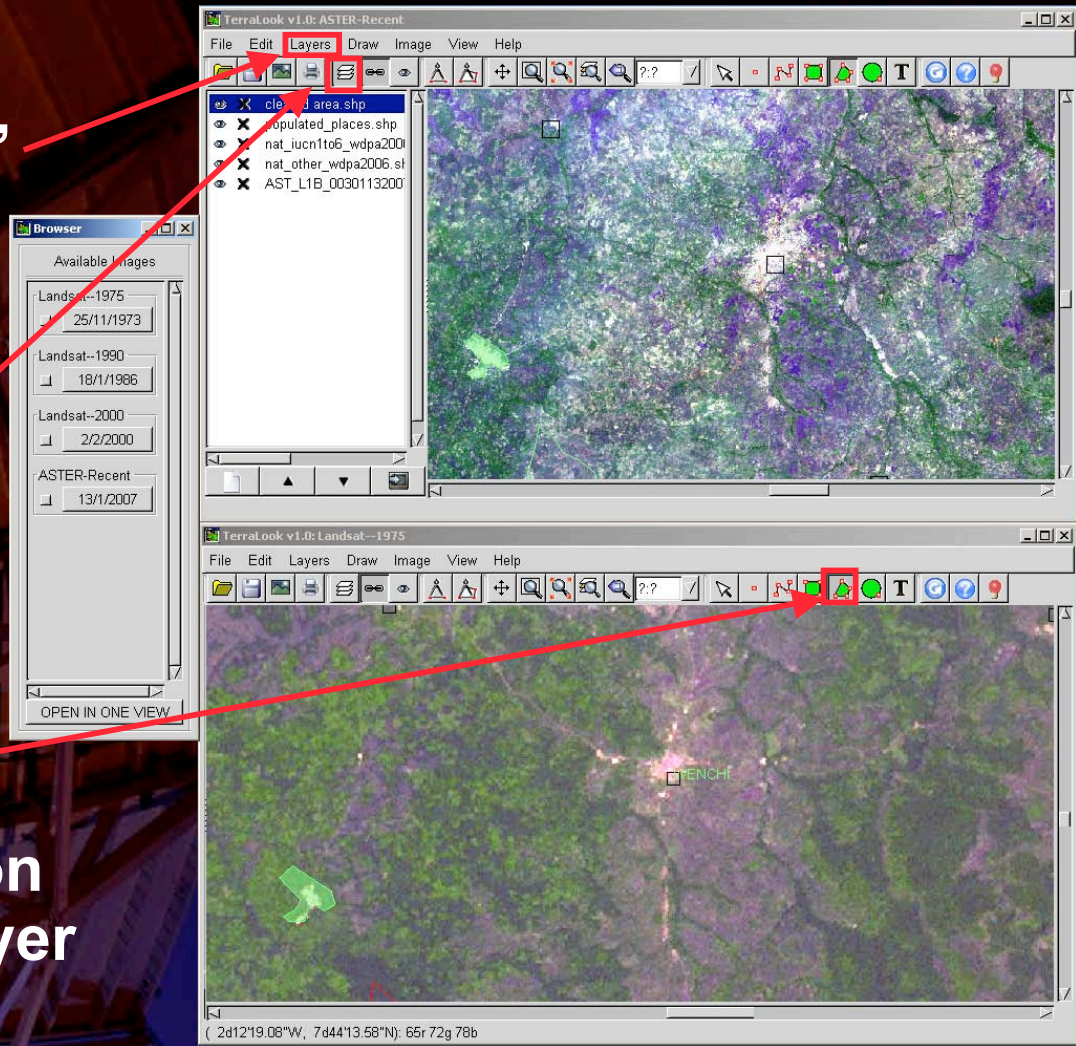 TerraLook v1.0: ASTER-Recent
File Edit Layers Draw Image View Help
?:?
T
populated_places.shp
nat_iucn1to6_wdpa200
nat_other_wdpa2006.sh
AST_L1B_0030113200
area.shp
Browser
Available Images
Landsat--1975
25/11/1973
Landsat--1990
18/1/1986
Landsat--2000
2/2/2000
ASTER-Recent
13/1/2007
OPEN IN ONE VIEW
TerraLook v1.0: Landsat--1975
File Edit Layers Draw Image View Help
?:?
T
on
yer
( 2d12'19.08"W, 7d44'13.58"N): 65r 72g 78b